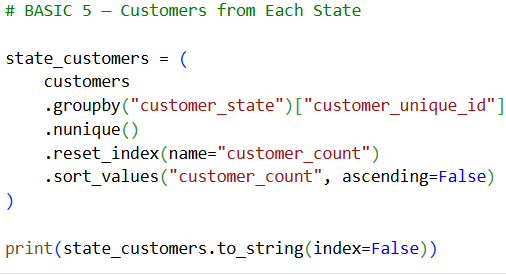 # BASIC 5 — Customers from Each State
state_customers = (
    customers
    .groupby("customer_state")["customer_unique_id"]
    .nunique()
    .reset_index(name="customer_count")
    .sort_values("customer_count", ascending=False)
)
print(state_customers.to_string(index=False))